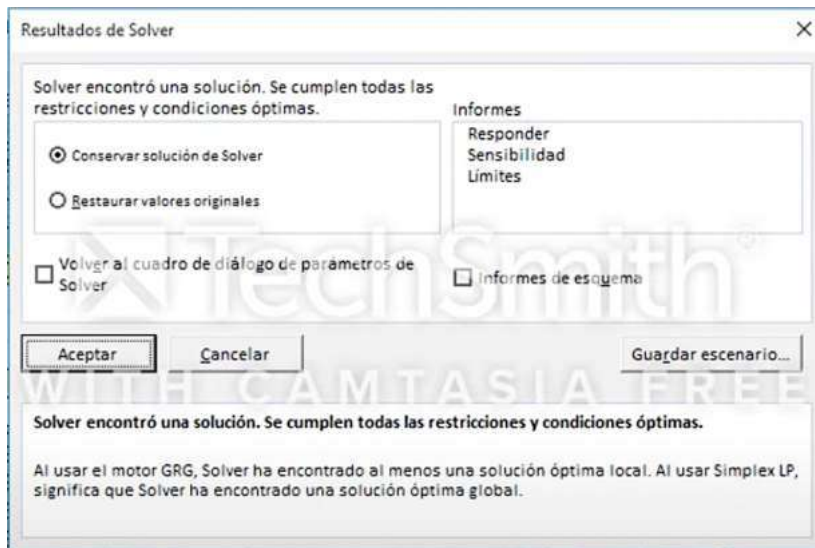 Resultados de Solver
Solver encontró una solución. Se cumplen todas las
restricciones y condiciones óptimas.
Informes
Conservar solución de Solver
Restaurar valores originales
Responder
Sensibilidad
Límites
Volver al cuadro de diálogo de parámetros de
Solver
Informes de esquema
TechSmith®
Aceptar
Cancelar
Guardar escenario...
WITH CAMTASIA FREE
Solver encontró una solución. Se cumplen todas las restricciones y condiciones óptimas.
Al usar el motor GRG, Solver ha encontrado al menos una solución óptima local. Al usar Simplex LP,
significa que Solver ha encontrado una solución óptima global.